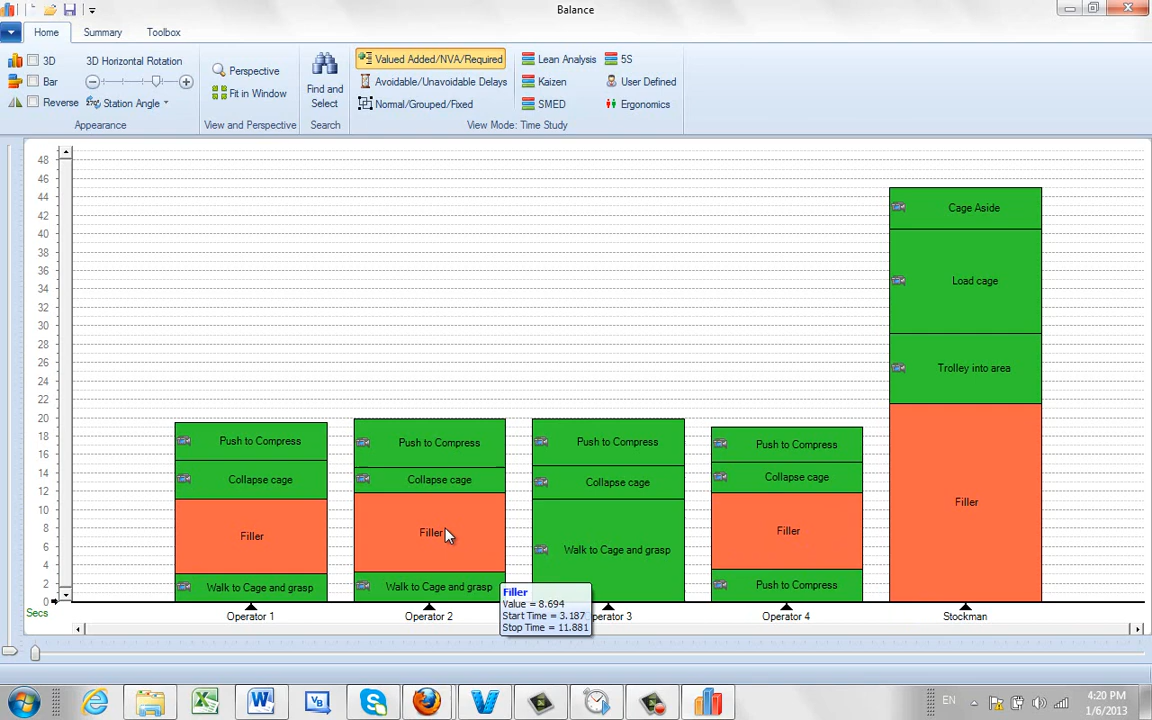 Balance
Home Summary Toolbox
3D 3D Horizontal Rotation
Bar
Reverse Station Angle
Appearance
Perspective
Fit in Window
View and Perspective
Find and
Select
Search
Valued Added/NVA/Required
Avoidable/Unavoidable Delays
Normal/Grouped/Fixed
Lean Analysis
Kaizen
SMED
5S
User Defined
Ergonomics
View Mode: Time Study
48
46
44
42
40
38
36
34
32
30
28
26
24
22
20
18
16
14
12
10
8
6
4
2
0
Secs
Push to Compress
Collapse cage
Filler
Walk to Cage and grasp
Operator 1
Push to Compress
Collapse cage
Filler
Walk to Cage and grasp
Operator 2
Filler
Value = 8.694
Start Time = 3.187
Stop Time = 11.881
Push to Compress
Collapse cage
Walk to Cage and grasp
erator 3
Push to Compress
Collapse cage
Filler
Push to Compress
Operator 4
Cage Aside
Load cage
Trolley into area
Filler
Stockman
EN
4:20 PM
1/6/2013